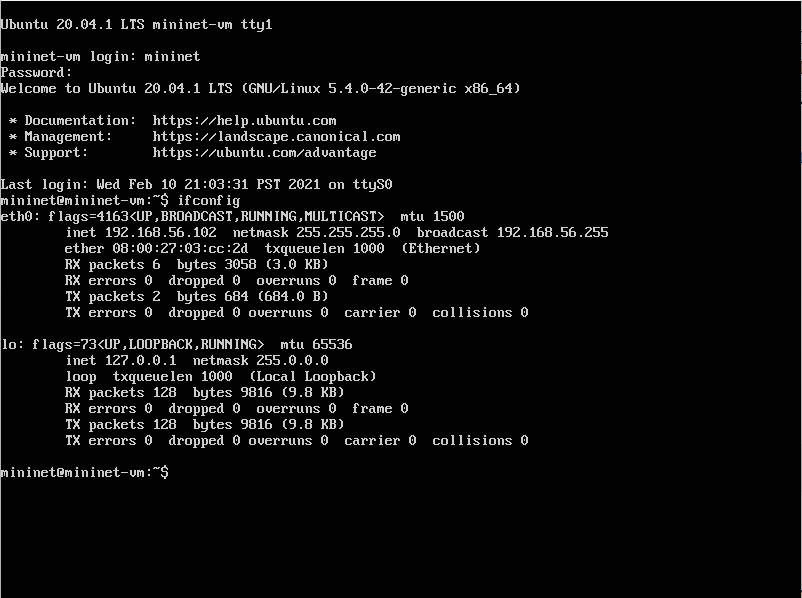 Ubuntu 20.04.1 LTS mininet-vm tty1
mininet-vm login: mininet
Password:
Welcome to Ubuntu 20.04.1 LTS (GNU/Linux 5.4.0-42-generic x86_64)
* Documentation:  https://help.ubuntu.com
* Management:     https://landscape.canonical.com
* Support:        https://ubuntu.com/advantage
Last login: Wed Feb 10 21:03:31 PST 2021 on ttyS0
mininet@mininet-vm:~$ ifconfig
eth0: flags=4163<UP,BROADCAST,RUNNING,MULTICAST>  mtu 1500
        inet 192.168.56.102  netmask 255.255.255.0  broadcast 192.168.56.255
        ether 08:00:27:03:cc:2d  txqueuelen 1000  (Ethernet)
        RX packets 6  bytes 3058 (3.0 KB)
        RX errors 0  dropped 0  overruns 0  frame 0
        TX packets 2  bytes 684 (684.0 B)
        TX errors 0  dropped 0 overruns 0  carrier 0  collisions 0
lo: flags=73<UP,LOOPBACK,RUNNING>  mtu 65536
        inet 127.0.0.1  netmask 255.0.0.0
        loop  txqueuelen 1000  (Local Loopback)
        RX packets 128  bytes 9816 (9.8 KB)
        RX errors 0  dropped 0  overruns 0  frame 0
        TX packets 128  bytes 9816 (9.8 KB)
        TX errors 0  dropped 0 overruns 0  carrier 0  collisions 0
mininet@mininet-vm:~$